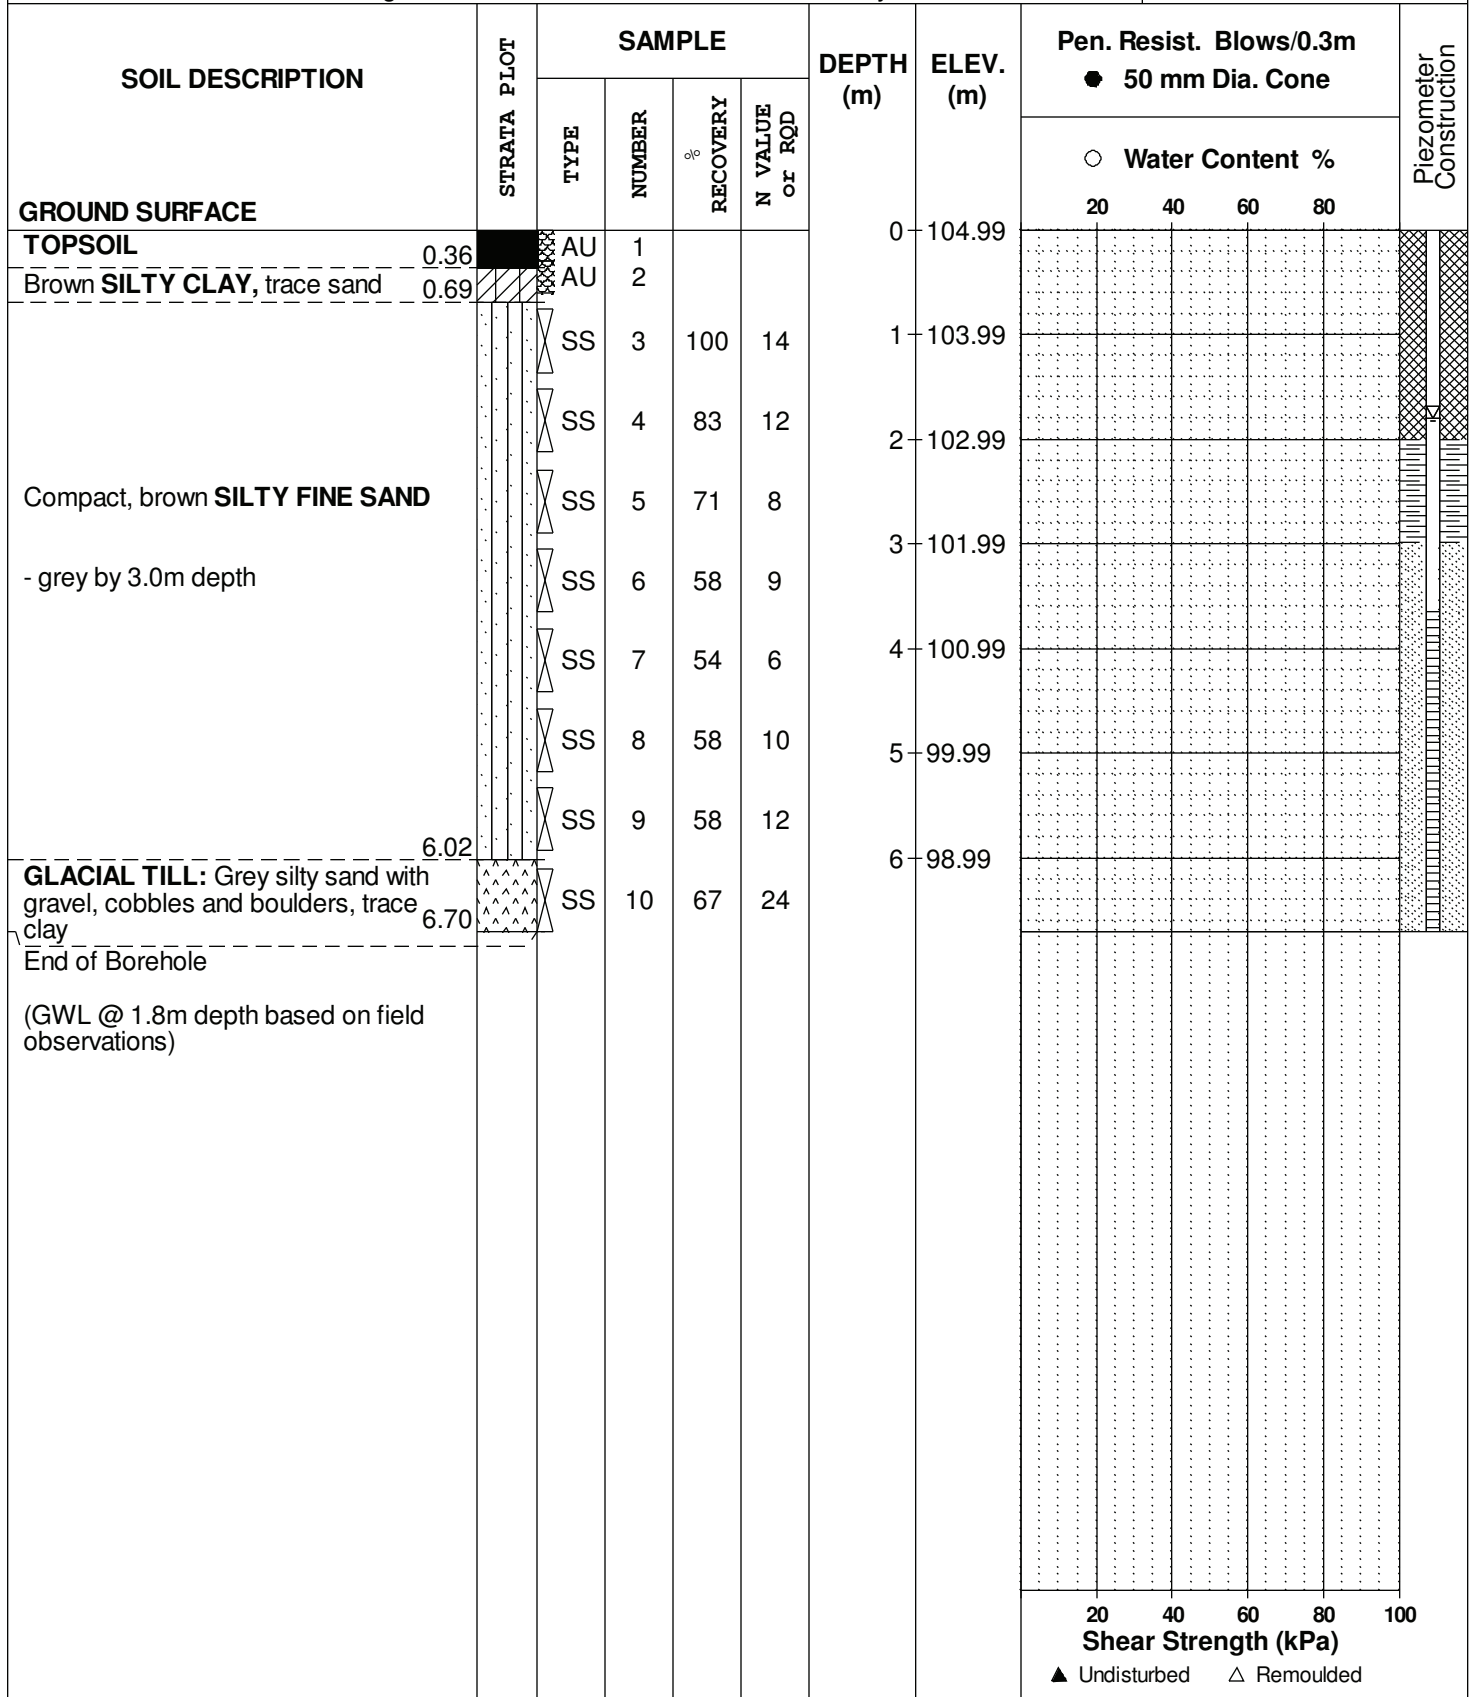 SOIL DESCRIPTION
STRATA PLOT
SAMPLE
TYPE
NUMBER
% RECOVERY
N VALUE or RQD
DEPTH (m)
ELEV. (m)
Pen. Resist. Blows/0.3m
● 50 mm Dia. Cone
○ Water Content %
Piezometer Construction
20 40 60 80
GROUND SURFACE
0 104.99
TOPSOIL 0.36 AU 1
Brown SILTY CLAY, trace sand 0.69 AU 2
SS 3 100 14
1 103.99
SS 4 83 12
2 102.99
Compact, brown SILTY FINE SAND SS 5 71 8
3 101.99
- grey by 3.0m depth SS 6 58 9
4 100.99
SS 7 54 6
SS 8 58 10
5 99.99
SS 9 58 12
6.02
6 98.99
GLACIAL TILL: Grey silty sand with
gravel, cobbles and boulders, trace SS 10 67 24
clay 6.70
End of Borehole
(GWL @ 1.8m depth based on field
observations)
20 40 60 80 100
Shear Strength (kPa)
▲ Undisturbed △ Remoulded